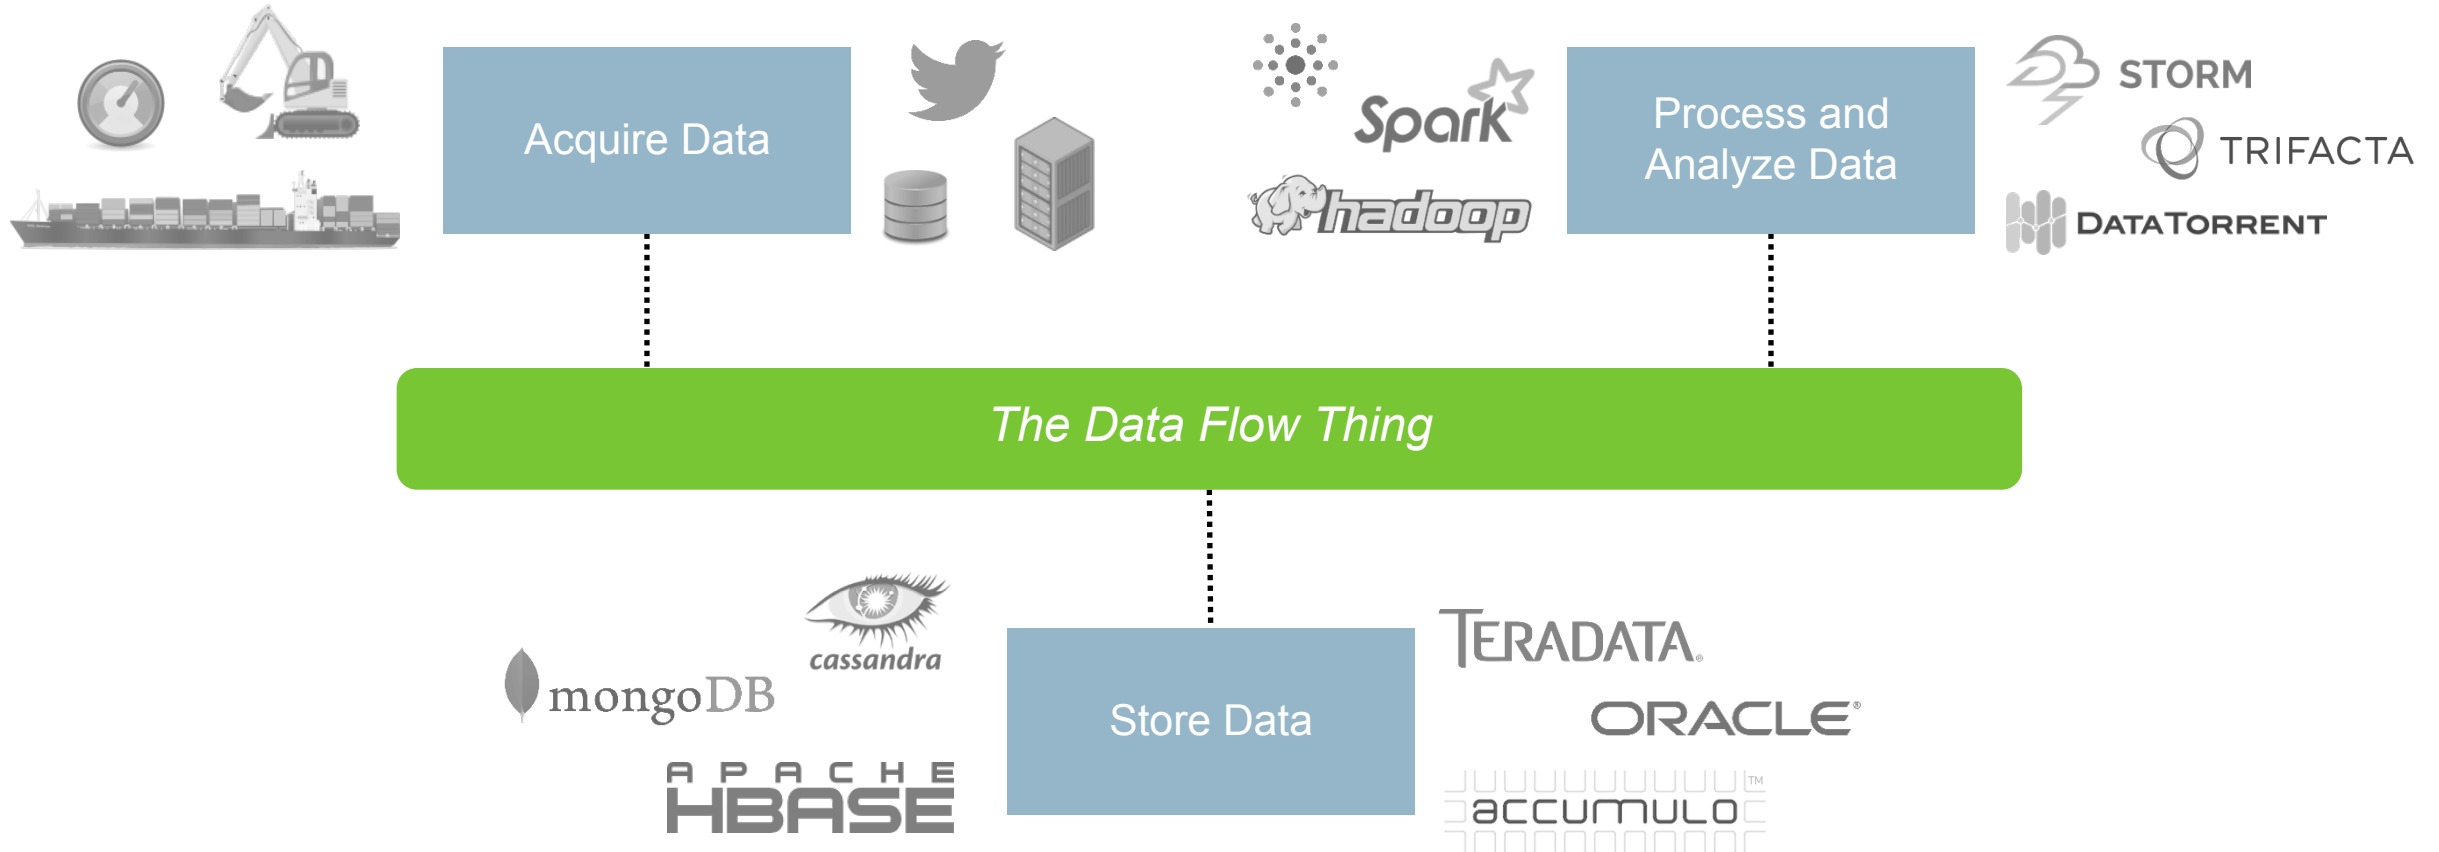 Acquire Data
Spark
hadoop
Process and
Analyze Data
STORM
TRIFACTA
DATATORRENT
The Data Flow Thing
cassandra
mongoDB
APACHE
HBASE
Store Data
TERADATA®
ORACLE®
accumulo™